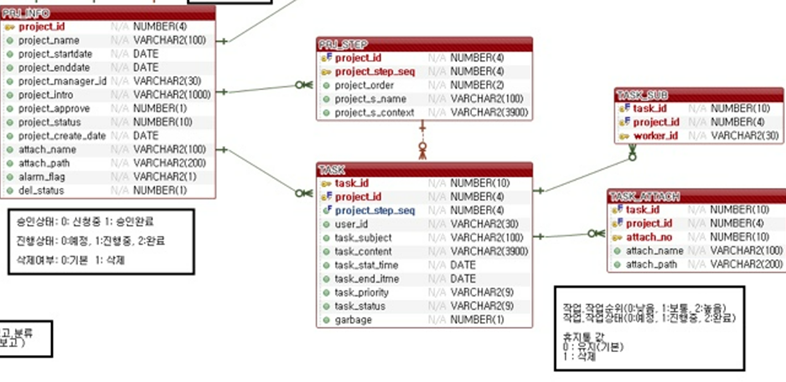 PRJ_INFO
project_id N/A NUMBER(4)
project_name N/A VARCHAR2(100)
project_startdate N/A DATE
project_enddate N/A DATE
project_manager_id N/A VARCHAR2(30)
project_intro N/A VARCHAR2(1000)
project_approve N/A NUMBER(1)
project_status N/A NUMBER(10)
project_create_date N/A DATE
attach_name N/A VARCHAR2(100)
attach_path N/A VARCHAR2(200)
alarm_flag N/A VARCHAR2(1)
del_status N/A NUMBER(1)
승인상태: 0: 신청중 1: 승인완료
진행상태: 0:예정, 1:진행중, 2:완료
삭제여부: 0:기본 1: 삭제
고,분류
보고 )
PRJ_STEP
project_id N/A NUMBER(4)
project_step_seq N/A NUMBER(4)
project_order N/A NUMBER(2)
project_s_name N/A VARCHAR2(100)
project_s_context N/A VARCHAR2(3900)
TASK
task_id N/A NUMBER(10)
project_id N/A NUMBER(4)
project_step_seq N/A NUMBER(4)
user_id N/A VARCHAR2(30)
task_subject N/A VARCHAR2(100)
task_content N/A VARCHAR2(3900)
task_stat_time N/A DATE
task_end_itme N/A DATE
task_priority N/A VARCHAR2(9)
task_status N/A VARCHAR2(9)
garbage N/A NUMBER(1)
TASK_SUB
task_id N/A NUMBER(10)
project_id N/A NUMBER(4)
worker_id N/A VARCHAR2(30)
TASK_ATTACH
task_id N/A NUMBER(10)
project_id N/A NUMBER(4)
attach_no N/A NUMBER(10)
attach_name N/A VARCHAR2(100)
attach_path N/A VARCHAR2(200)
작업,작업순위(0:낮음, 1:보통, 2:높음)
작업,작업상태(0:예정, 1:진행중, 2:완료)
휴지통 값
0 : 유지(기본)
1 : 삭제